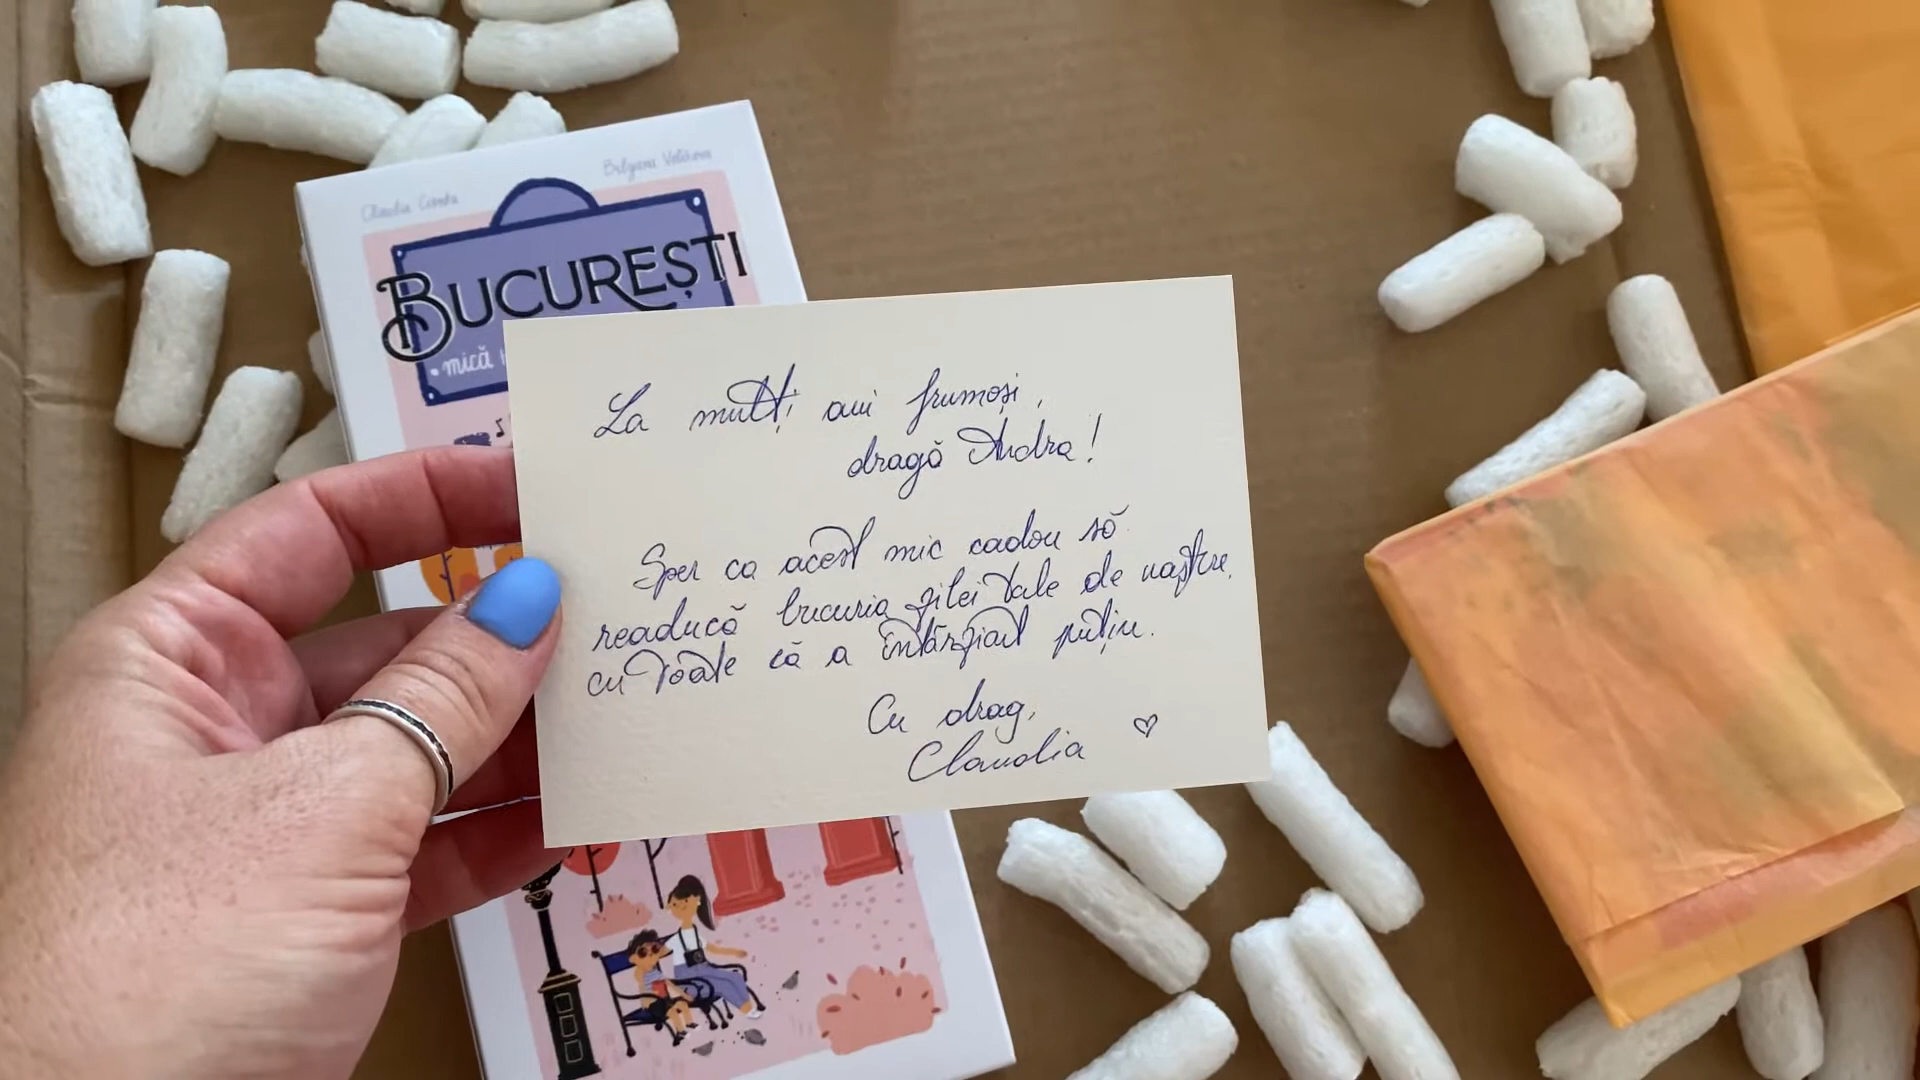 Claudia Ciontu
Bilyana Velikova
BUCUREȘTI
• mică
La mulți ani frumoși,
dragă Andra!
Sper ca acest mic cadou să
readucă bucuria zilei tale de naștere,
cu toate că a întârziat puțin.
Cu drag,
Claudia ♡